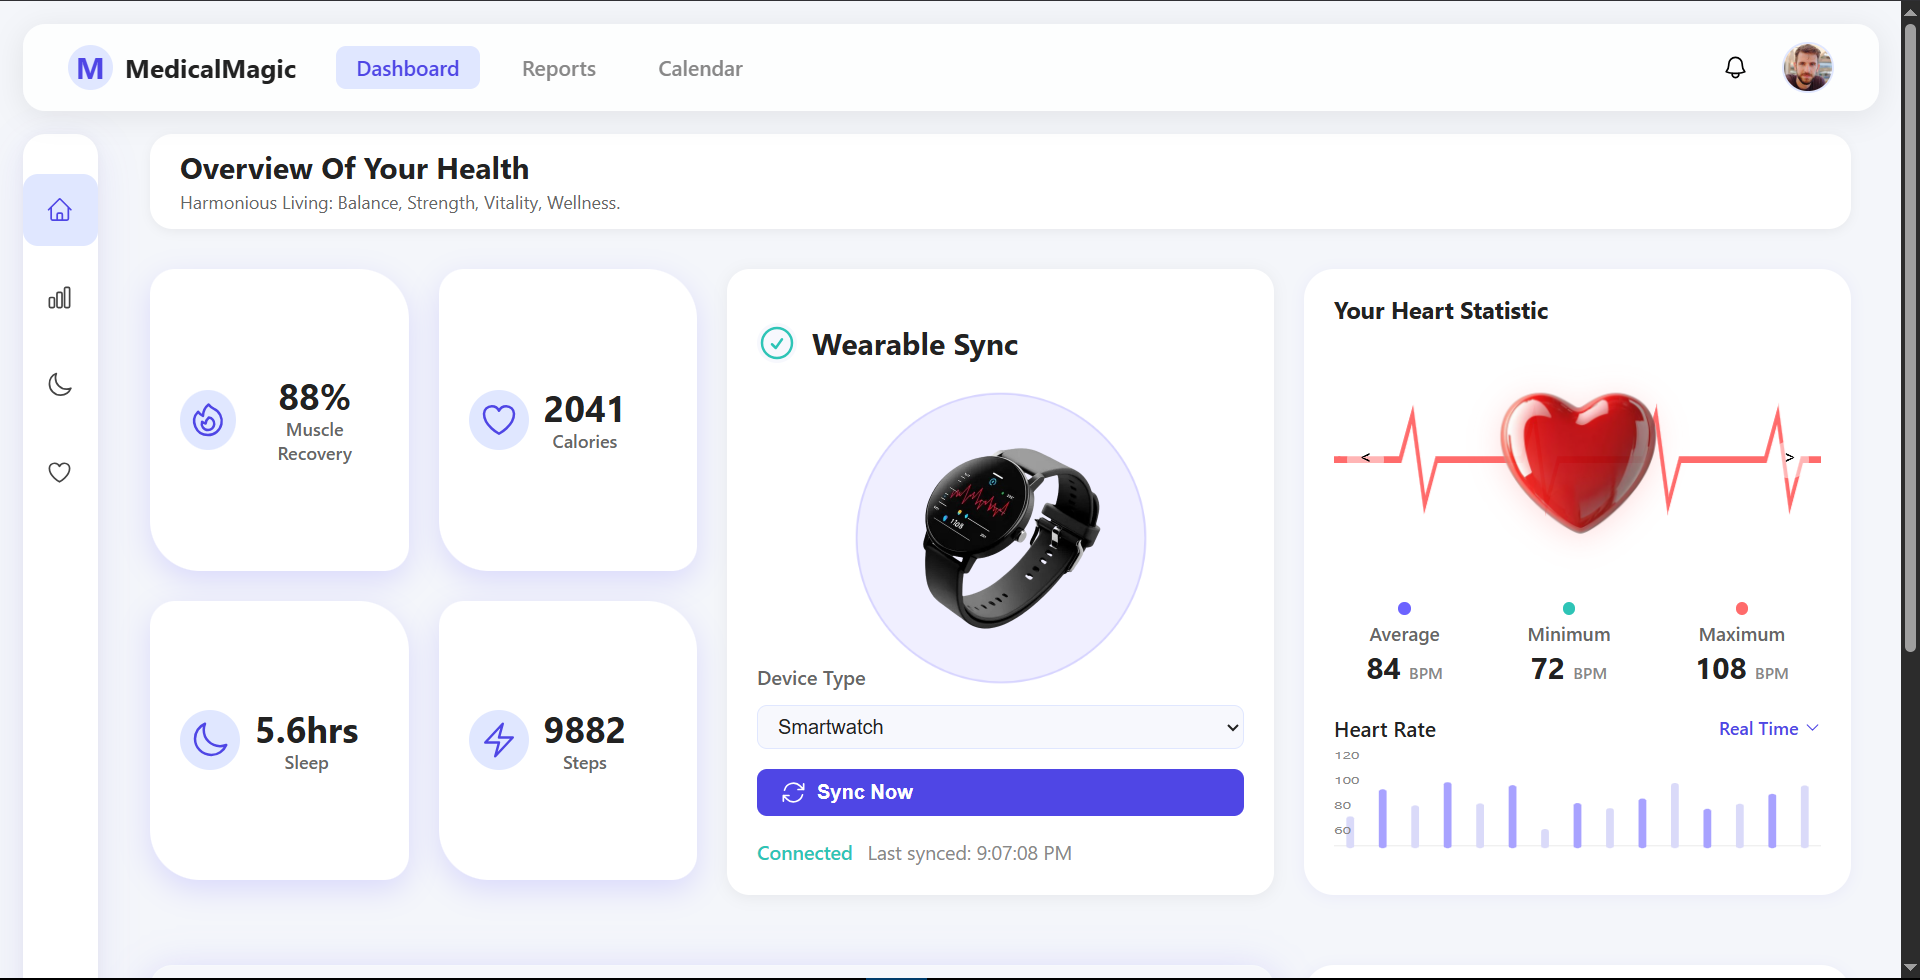 M MedicalMagic Dashboard Reports Calendar
Overview Of Your Health
Harmonious Living: Balance, Strength, Vitality, Wellness.
88%
Muscle
Recovery
2041
Calories
5.6hrs
Sleep
9882
Steps
Wearable Sync
1108
Device Type
Smartwatch
Sync Now
Connected Last synced: 9:07:08 PM
Your Heart Statistic
< >
Average Minimum Maximum
84 BPM 72 BPM 108 BPM
Heart Rate Real Time
120
100
80
60